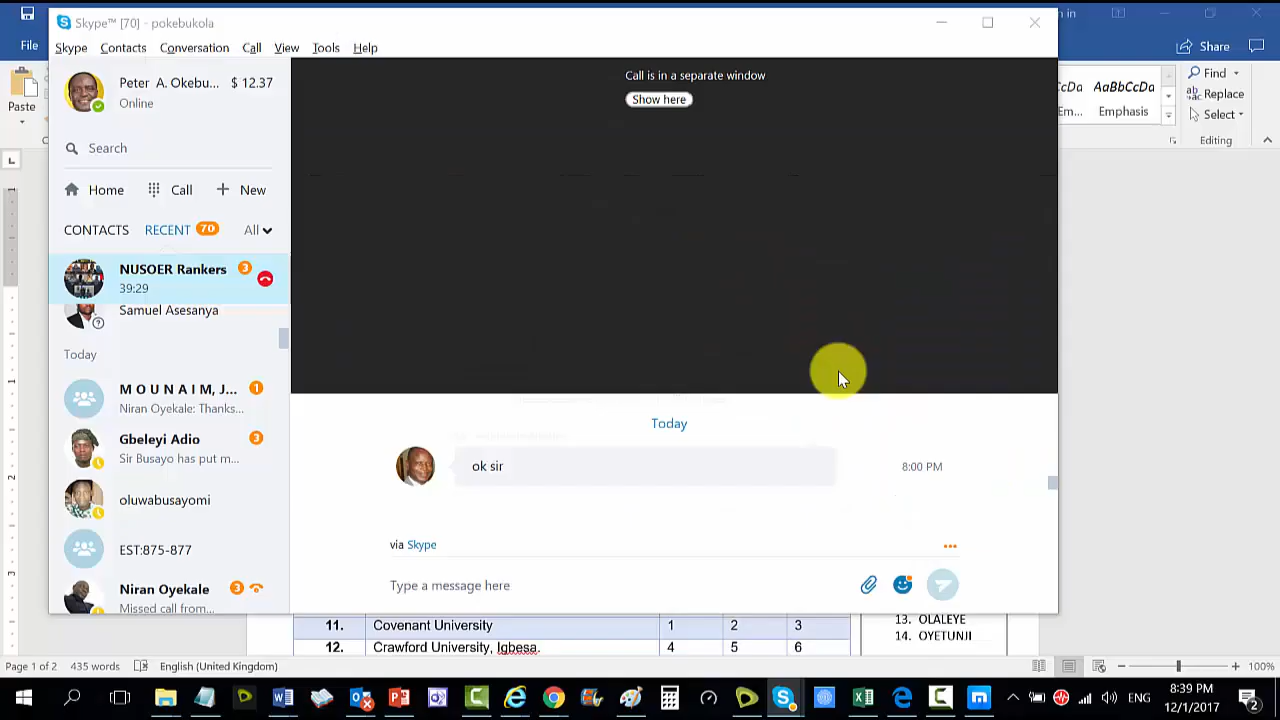 Skype™ [70] - pokebukola
Skype Contacts Conversation Call View Tools Help
Peter A. Okebu... $ 12.37
Online
Search
Home Call New
CONTACTS RECENT 70 All
NUSOER Rankers 3
39:29
Samuel Asesanya
Today
M O U N A I M, J... 1
Niran Oyekale: Thanks...
Gbeleyi Adio 3
Sir Busayo has put m...
oluwabusayomi
EST:875-877
Niran Oyekale 3
Missed call from...
Call is in a separate window
Show here
Today
ok sir 8:00 PM
via Skype
Type a message here
File
Paste
in
Share
Find
Replace
Select
Editing
CcDa AaBbCcDa
Em... Emphasis
11. Covenant University 1 2 3
12. Crawford University, Igbesa. 4 5 6
13. OLALEYE
14. OYETUNJI
Page 1 of 2 435 words English (United Kingdom) 100%
ENG 8:39 PM
12/1/2017
2